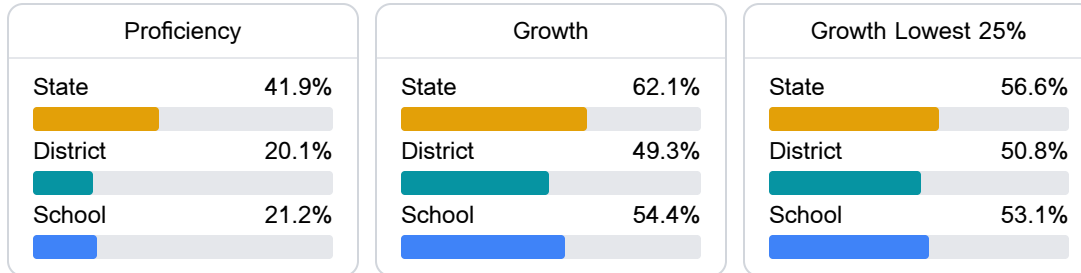 Proficiency
State 41.9%
District 20.1%
School 21.2%
Growth
State 62.1%
District 49.3%
School 54.4%
Growth Lowest 25%
State 56.6%
District 50.8%
School 53.1%